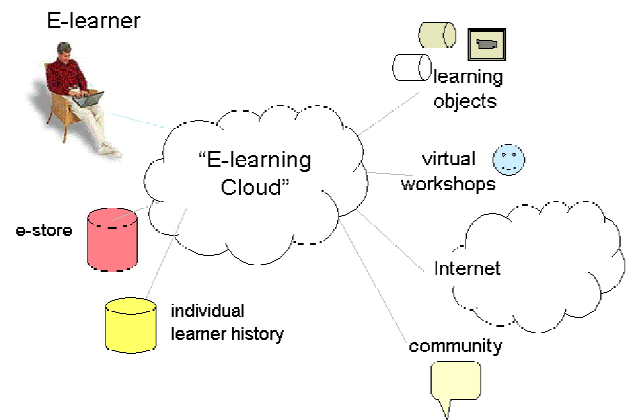 E-learner
learning
objects
“E-learning
Cloud”
virtual
workshops
e-store
Internet
individual
learner history
community